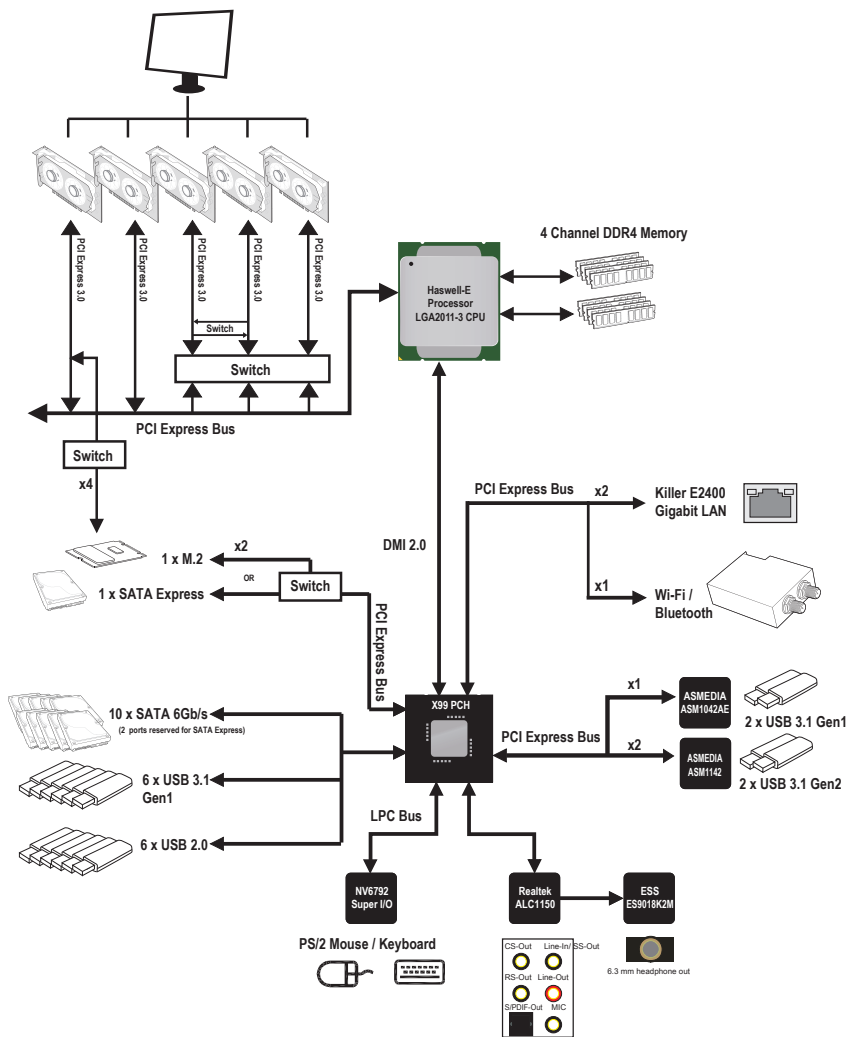 PCI Express 3.0
PCI Express 3.0
PCI Express 3.0
PCI Express 3.0
PCI Express 3.0
Switch
Switch
PCI Express Bus
Switch
x4
4 Channel DDR4 Memory
Haswell-E
Processor
LGA2011-3 CPU
DMI 2.0
PCI Express Bus
x2
Killer E2400
Gigabit LAN
x1
Wi-Fi /
Bluetooth
1 x M.2
x2
OR
1 x SATA Express
Switch
PCI Express Bus
X99 PCH
10 x SATA 6Gb/s
(2 ports reserved for SATA Express)
6 x USB 3.1
Gen1
6 x USB 2.0
PCI Express Bus
x1
ASMEDIA
ASM1042AE
2 x USB 3.1 Gen1
x2
ASMEDIA
ASM1142
2 x USB 3.1 Gen2
LPC Bus
NV6792
Super I/O
PS/2 Mouse / Keyboard
Realtek
ALC1150
ESS
ES9018K2M
6.3 mm headphone out
CS-Out
Line-In/ SS-Out
RS-Out
Line-Out
S/PDIF-Out
MIC